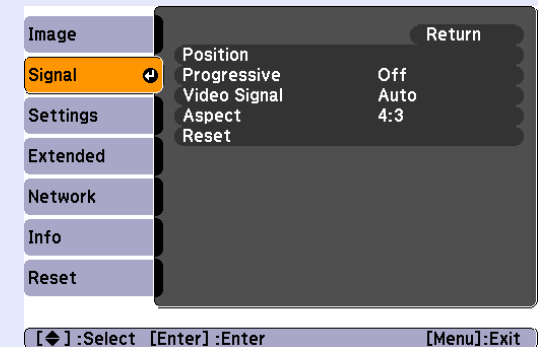 Image
Signal
Settings
Extended
Network
Info
Reset
Return
Position
Progressive Off
Video Signal Auto
Aspect 4:3
Reset
[◆] :Select [Enter] :Enter [Menu]:Exit